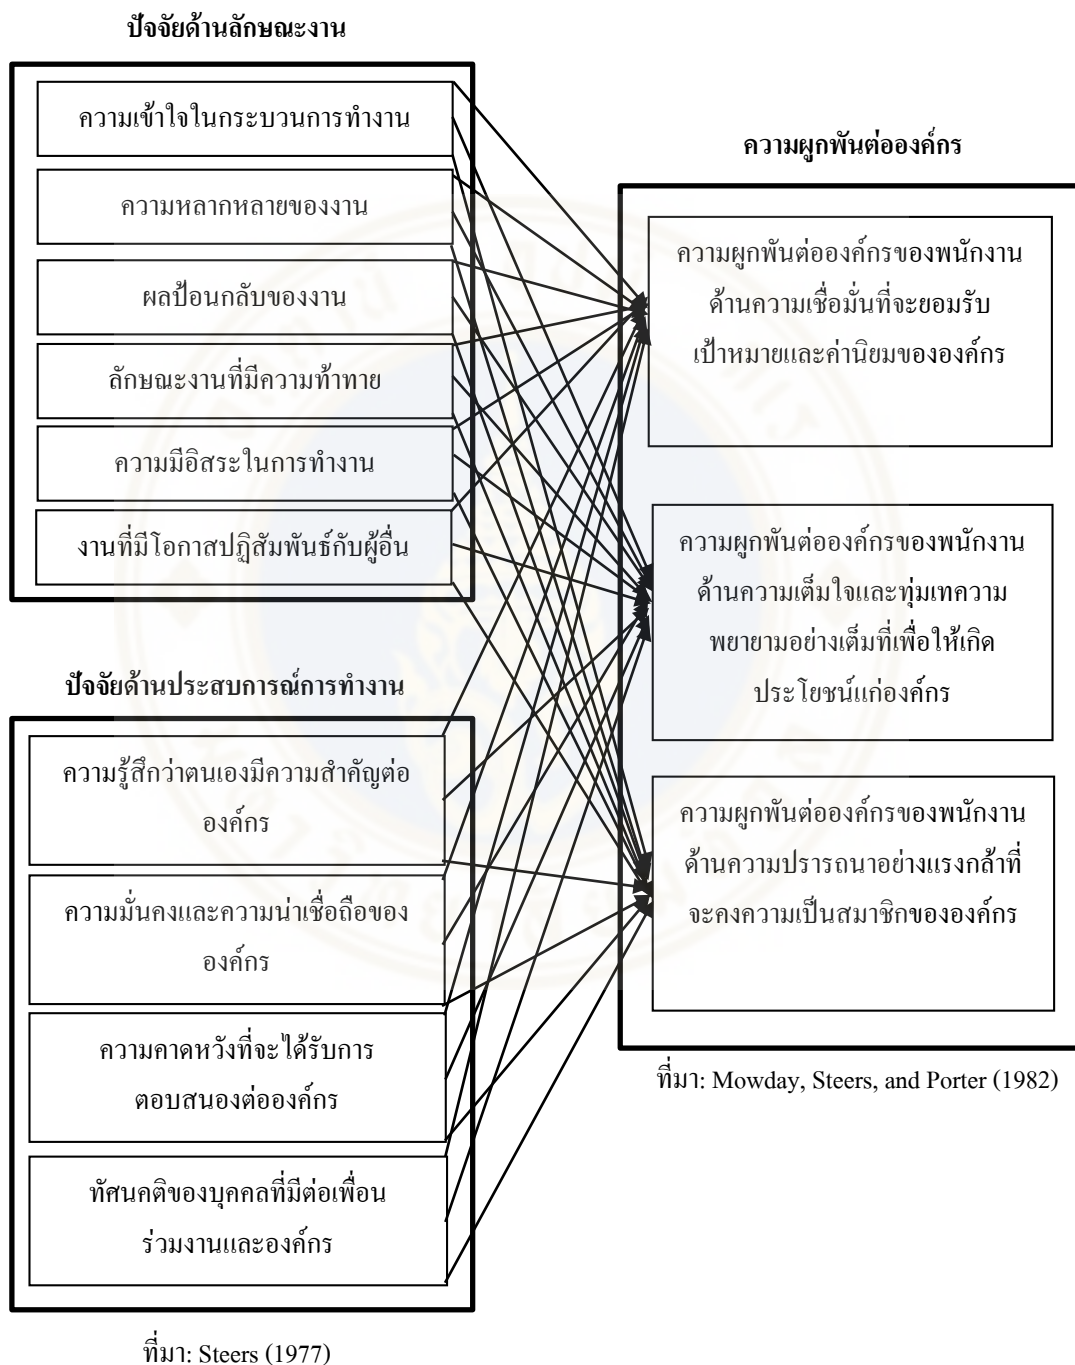 ปัจจัยด้านลักษณะงาน
ความเข้าใจในกระบวนการทำงาน
ความหลากหลายของงาน
ผลป้อนกลับของงาน
ลักษณะงานที่มีความท้าทาย
ความมีอิสระในการทำงาน
งานที่มีโอกาสปฏิสัมพันธ์กับผู้อื่น
ปัจจัยด้านประสบการณ์การทำงาน
ความรู้สึกว่าตนเองมีความสำคัญต่อ
องค์กร
ความมั่นคงและความน่าเชื่อถือของ
องค์กร
ความคาดหวังที่จะได้รับการ
ตอบสนองต่อองค์กร
ทัศนคติของบุคคลที่มีต่อเพื่อน
ร่วมงานและองค์กร
ที่มา: Steers (1977)
ความผูกพันต่อองค์กร
ความผูกพันต่อองค์กรของพนักงาน
ด้านความเชื่อมั่นที่จะยอมรับ
เป้าหมายและค่านิยมขององค์กร
ความผูกพันต่อองค์กรของพนักงาน
ด้านความเต็มใจและทุ่มเทความ
พยายามอย่างเต็มที่เพื่อให้เกิด
ประโยชน์แก่องค์กร
ความผูกพันต่อองค์กรของพนักงาน
ด้านความปรารถนาอย่างแรงกล้าที่
จะคงความเป็นสมาชิกขององค์กร
ที่มา: Mowday, Steers, and Porter (1982)